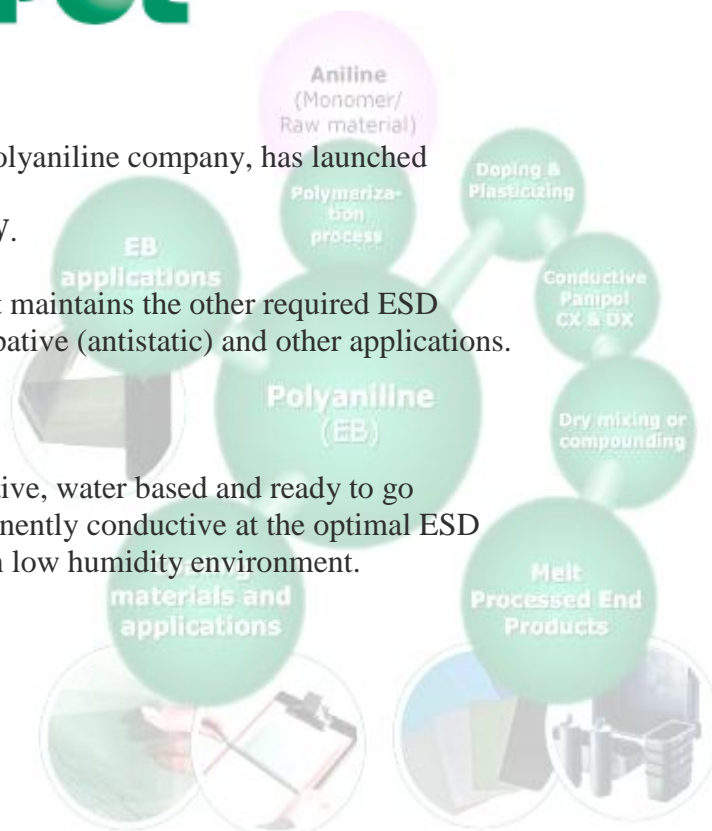 Aniline
(Monomer/
Raw material)
olyaniline company, has launched
Doping &
Plasticizing
Polymeriza-
tion
process
W.
EB
applications
Conductive
Panipol
CX & DX
t maintains the other required ESD
pative (antistatic) and other applications.
Polyaniline
(EB)
Dry mixing or
compounding
tive, water based and ready to go
nently conductive at the optimal ESD
n low humidity environment.
materials and
applications
Melt
Processed End
Products